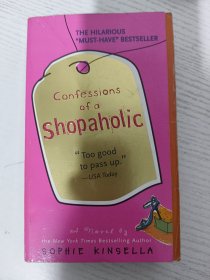 THE HILARIOUS
"MUST-HAVE" BESTSELLER
Confessions
of a
Shopaholic
"Too good
to pass up."
—USA Today
a novel by
the New York Times Bestselling Author
SOPHIE KINSELLA